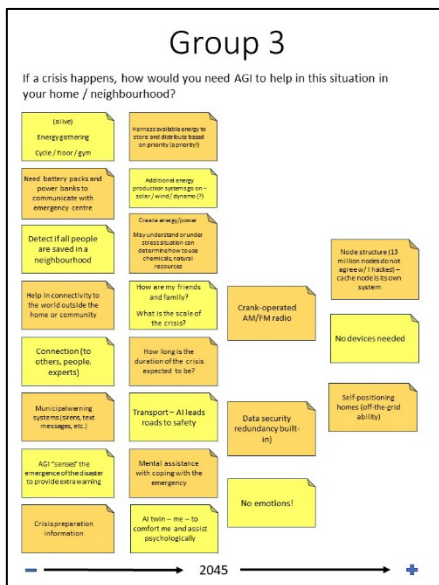 Group 3
If a crisis happens, how would you need AGI to help in this situation in
your home / neighbourhood?
(alive)
Energy gathering
Cycle / floor / gym
Need battery packs and
power banks to
communicate with
emergency centre
Detect if all people
are saved in a
neighbourhood
Help in connectivity to
the world outside the
home or community
Connection (to
others, people.
experts)
Municipal warning
systems (sirens, text
messages, etc.)
AGI "senses" the
emergence of the disaster
to provide extra warning
Crisis preparation
information
Harness available energy to
store and distribute based
on priority (a priority!)
Additional energy
production systems go on –
solar / wind / dynamo (?)
Create energy/power
May understand or under
stress situation can
determine how to use
chemicals, natural
resources
How are my friends
and family?
What is the scale of
the crisis?
How long is the
duration of the crisis
expected to be?
Transport – AI leads
roads to safety
Mental assistance
with coping with the
emergency
AI twin – me – to
comfort me and assist
psychologically
Crank-operated
AM/FM radio
Data security
redundancy built-
in)
No emotions!
Node structure (13
million nodes do not
agree w/ I hacked) –
cache node is its own
system
No devices needed
Self-positioning
homes (off-the-grid
ability)
2045